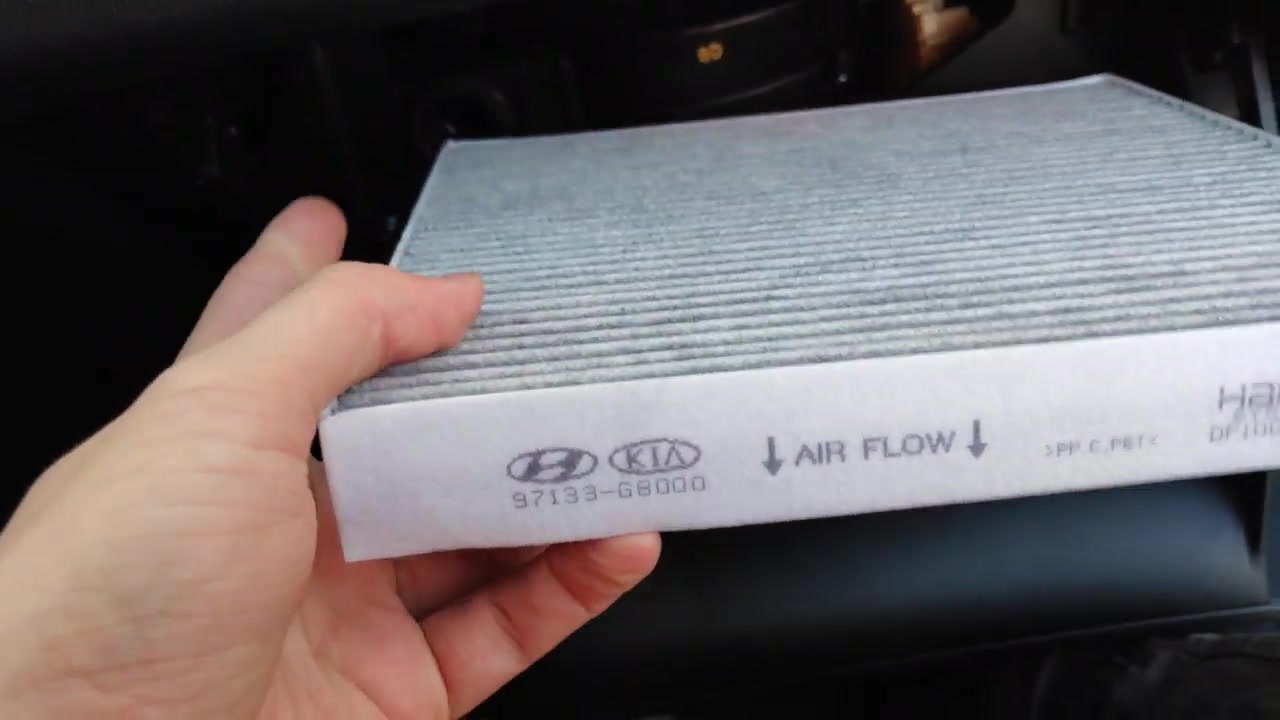 KIA
97133-G8000
↓ AIR FLOW ↓
>PP.C.PET<